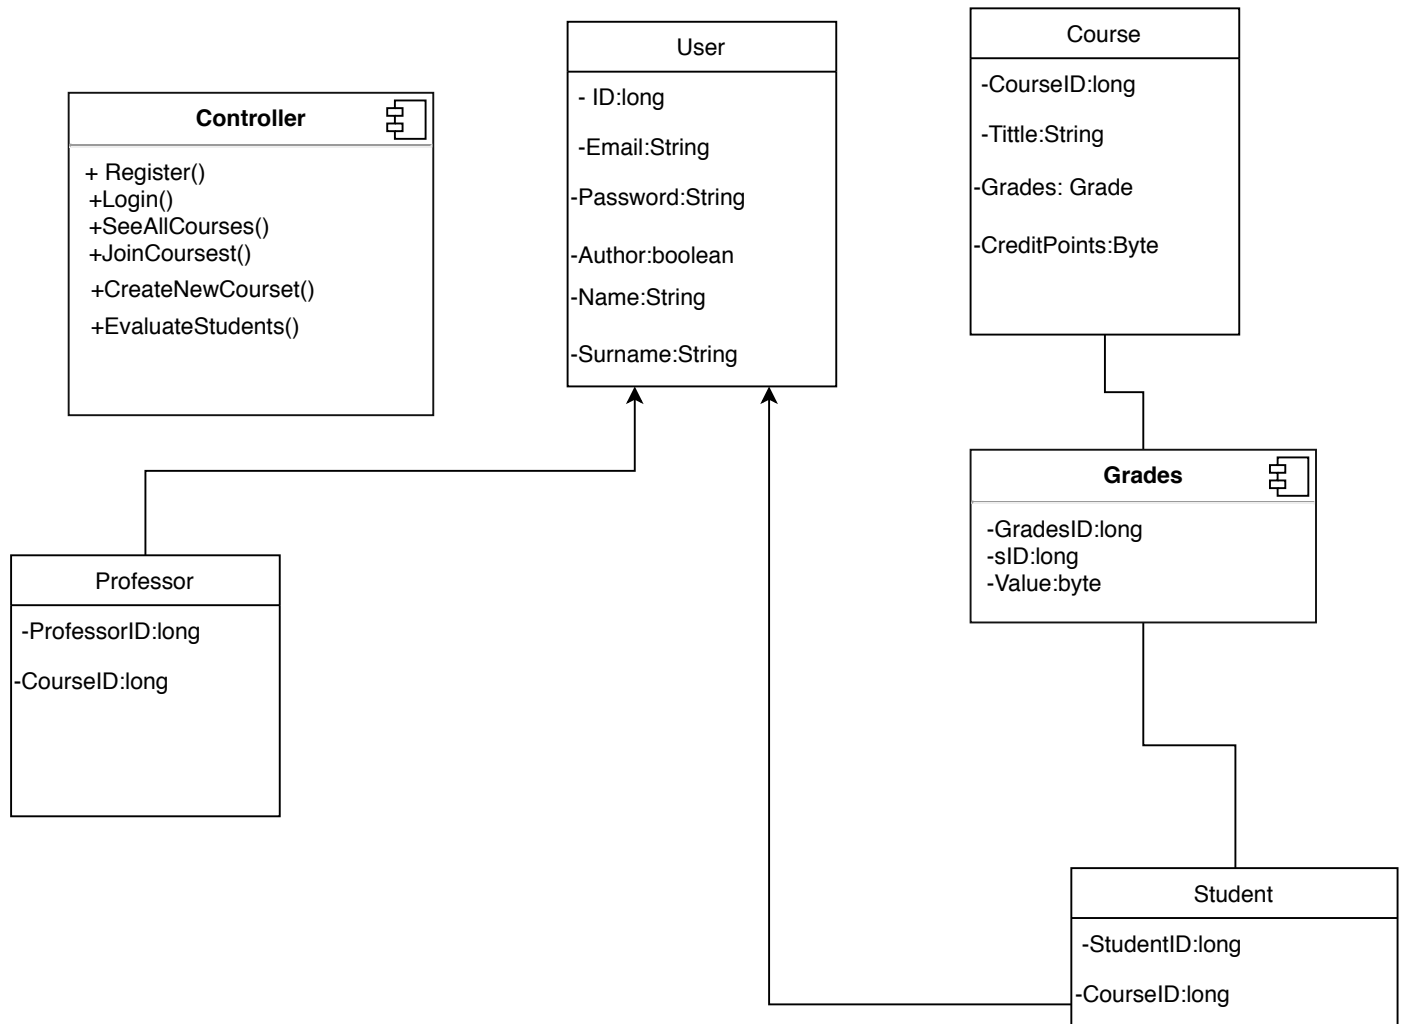 Controller
+ Register()
+Login()
+SeeAllCourses()
+JoinCoursest()
+CreateNewCourset()
+EvaluateStudents()
User
- ID:long
-Email:String
-Password:String
-Author:boolean
-Name:String
-Surname:String
Course
-CourseID:long
-Tittle:String
-Grades: Grade
-CreditPoints:Byte
Grades
-GradesID:long
-sID:long
-Value:byte
Professor
-ProfessorID:long
-CourseID:long
Student
-StudentID:long
-CourseID:long